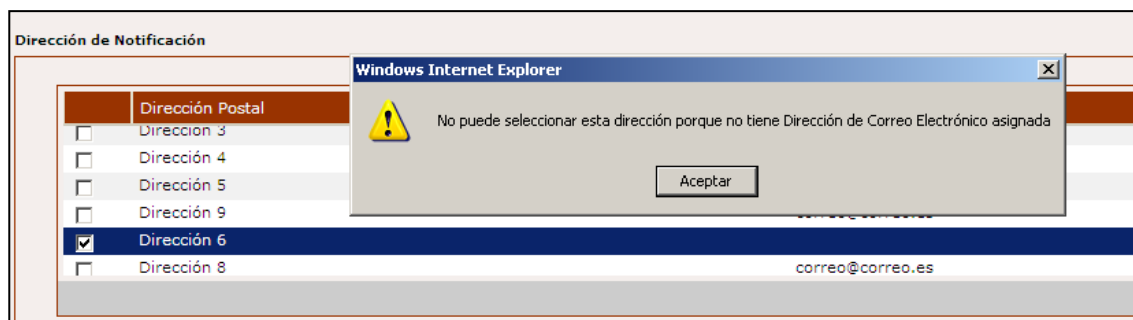 Dirección de Notificación
Windows Internet Explorer
No puede seleccionar esta dirección porque no tiene Dirección de Correo Electrónico asignada
Aceptar
Dirección Postal
Dirección 3
Dirección 4
Dirección 5
Dirección 9
Dirección 6
Dirección 8 correo@correo.es